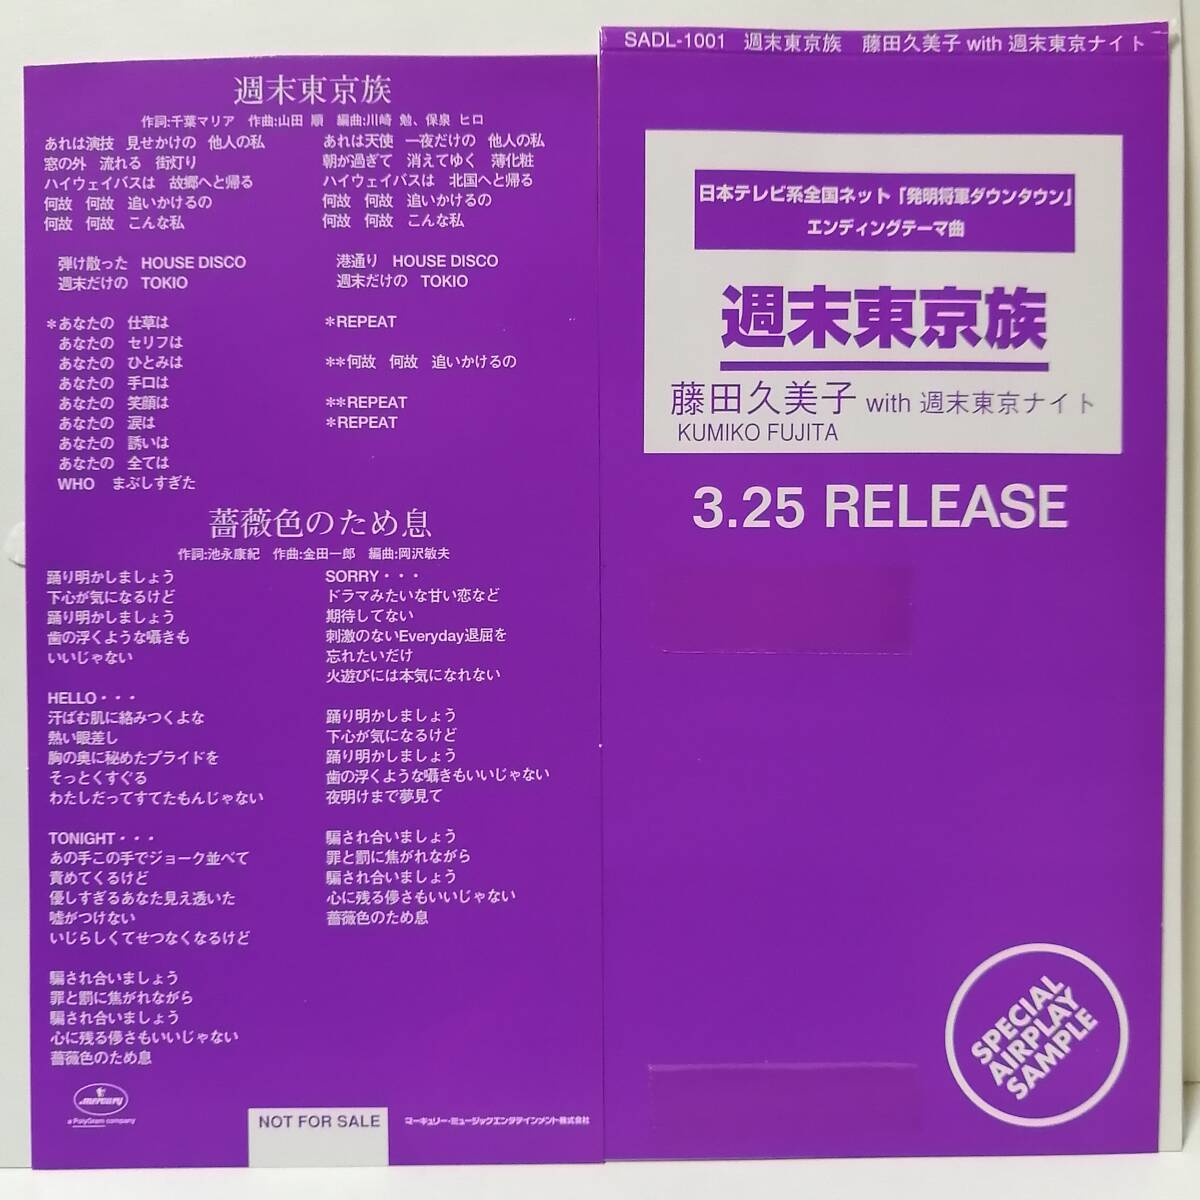 週末東京族
作詞:千葉マリア 作曲:山田 順 編曲:川崎 勉、保泉 ヒロ
あれは演技 見せかけの 他人の私
窓の外 流れる 街灯り
ハイウェイバスは 故郷へと帰る
何故 何故 追いかけるの
何故 何故 こんな私
弾け散った HOUSE DISCO
週末だけの TOKIO
*あなたの 仕草は
あなたの セリフは
あなたの ひとみは
あなたの 手口は
あなたの 笑顔は
あなたの 涙は
あなたの 誘いは
あなたの 全ては
WHO まぶしすぎた
あれは天使 一夜だけの 他人の私
朝が過ぎて 消えてゆく 薄化粧
ハイウェイバスは 北国へと帰る
何故 何故 追いかけるの
何故 何故 こんな私
港通り HOUSE DISCO
週末だけの TOKIO
*REPEAT
**何故 何故 追いかけるの
**REPEAT
*REPEAT
薔薇色のため息
作詞:池永康紀 作曲:金田一郎 編曲:岡沢敏夫
踊り明かしましょう
下心が気になるけど
踊り明かしましょう
歯の浮くような囁きも
いいじゃない
HELLO・・・
汗ばむ肌に絡みつくよな
熱い眼差し
胸の奥に秘めたプライドを
そっとくすぐる
わたしだってすてたもんじゃない
TONIGHT・・・
あの手この手でジョーク並べて
責めてくるけど
優しすぎるあなた見え透いた
嘘がつけない
いじらしくてせつなくなるけど
騙され合いましょう
罪と罰に焦がれながら
騙され合いましょう
心に残る儚さもいいじゃない
薔薇色のため息
SORRY・・・
ドラマみたいな甘い恋など
期待してない
刺激のないEveryday退屈を
忘れたいだけ
火遊びには本気になれない
踊り明かしましょう
下心が気になるけど
踊り明かしましょう
歯の浮くような囁きもいいじゃない
夜明けまで夢見て
騙され合いましょう
罪と罰に焦がれながら
騙され合いましょう
心に残る儚さもいいじゃない
薔薇色のため息
mercury
a PolyGram company
NOT FOR SALE
マーキュリー・ミュージックエンタテインメント株式会社
SADL-1001 週末東京族 藤田久美子 with 週末東京ナイト
日本テレビ系全国ネット「発明将軍ダウンタウン」
エンディングテーマ曲
週末東京族
藤田久美子 with 週末東京ナイト
KUMIKO FUJITA
3.25 RELEASE
SPECIAL
AIRPLAY
SAMPLE